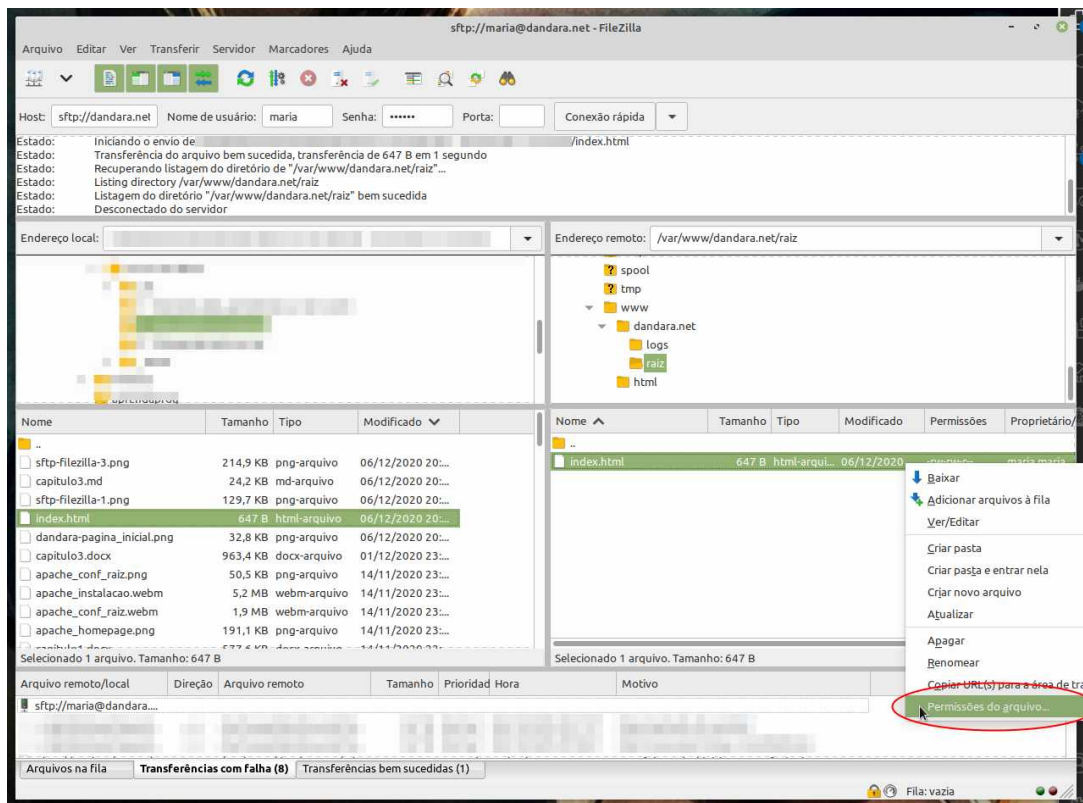 sftp://maria@dandara.net - FileZilla
Arquivo Editar Ver Transferir Servidor Marcadores Ajuda
Host: sftp://dandara.net Nome de usuário: maria Senha: •••••• Porta: Conexão rápida
Estado: Iniciando o envio de /index.html
Estado: Transferência do arquivo bem sucedida, transferência de 647 B em 1 segundo
Estado: Recuperando listagem do diretório de "/var/www/dandara.net/raiz"...
Estado: Listing directory /var/www/dandara.net/raiz
Estado: Listagem do diretório "/var/www/dandara.net/raiz" bem sucedida
Estado: Desconectado do servidor
Endereço local: Endereço remoto: /var/www/dandara.net/raiz
spool
tmp
www
dandara.net
logs
raiz
html
Nome Tamanho Tipo Modificado
..
sftp-filezilla-3.png 214,9 KB png-arquivo 06/12/2020 20:...
capitulo3.md 24,2 KB md-arquivo 06/12/2020 20:...
sftp-filezilla-1.png 129,7 KB png-arquivo 06/12/2020 20:...
index.html 647 B html-arquivo 06/12/2020 20:...
dandara-pagina_inicial.png 32,8 KB png-arquivo 06/12/2020 20:...
capitulo3.docx 963,4 KB docx-arquivo 01/12/2020 23:...
apache_conf_raiz.png 50,5 KB png-arquivo 14/11/2020 23:...
apache_instalacao.webm 5,2 MB webm-arquivo 14/11/2020 23:...
apache_conf_raiz.webm 1,9 MB webm-arquivo 14/11/2020 23:...
apache_homepage.png 191,1 KB png-arquivo 14/11/2020 23:...
Selecionado 1 arquivo. Tamanho: 647 B
Nome Tamanho Tipo Modificado Permissões Proprietário/
..
index.html 647 B html-arqui... 06/12/2020 -rw-rw-r-- maria maria
Baixar
Adicionar arquivos à fila
Ver/Editar
Criar pasta
Criar pasta e entrar nela
Criar novo arquivo
Atualizar
Apagar
Renomear
Copiar URL(s) para a área de tra
Permissões do arquivo...
Selecionado 1 arquivo. Tamanho: 647 B
Arquivo remoto/local Direção Arquivo remoto Tamanho Prioridad Hora Motivo
sftp://maria@dandara....
Arquivos na fila Transferências com falha (8) Transferências bem sucedidas (1)
Fila: vazia